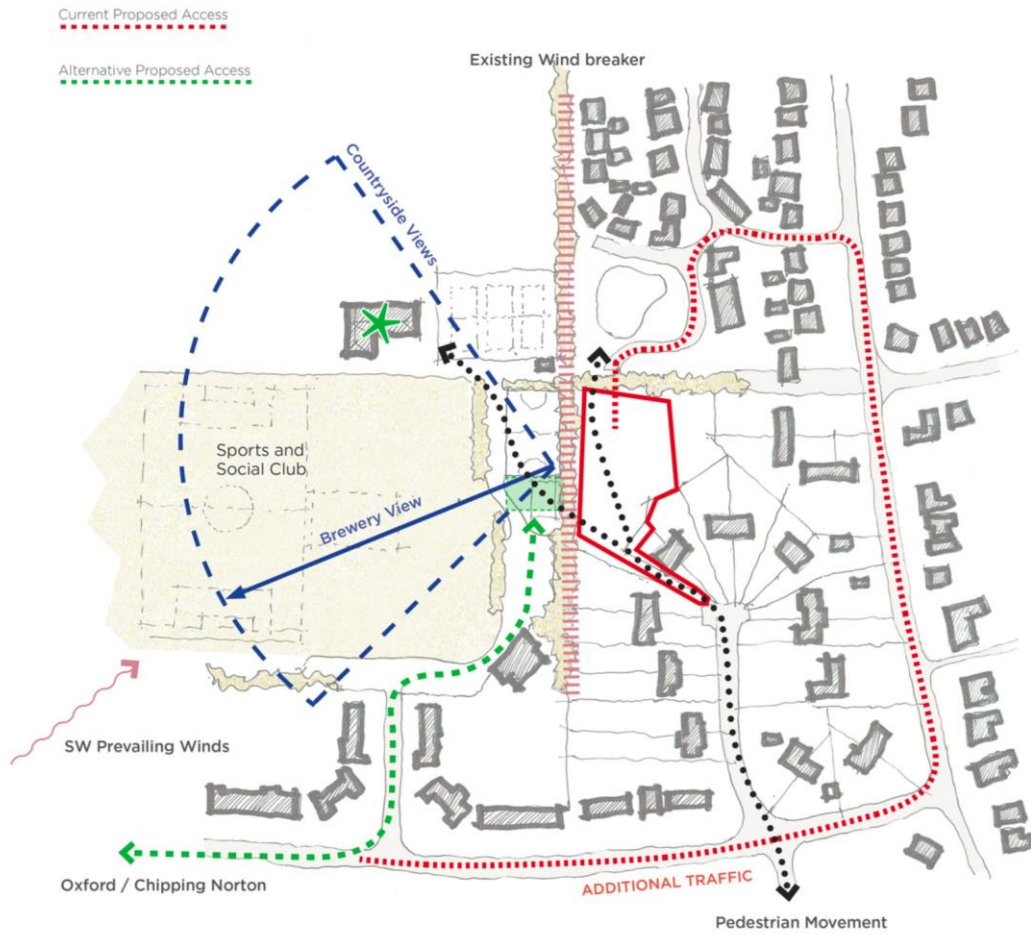 Current Proposed Access
Alternative Proposed Access
Existing Wind breaker
Countryside Views
Sports and
Social Club
Brewery View
SW Prevailing Winds
Oxford / Chipping Norton
ADDITIONAL TRAFFIC
Pedestrian Movement